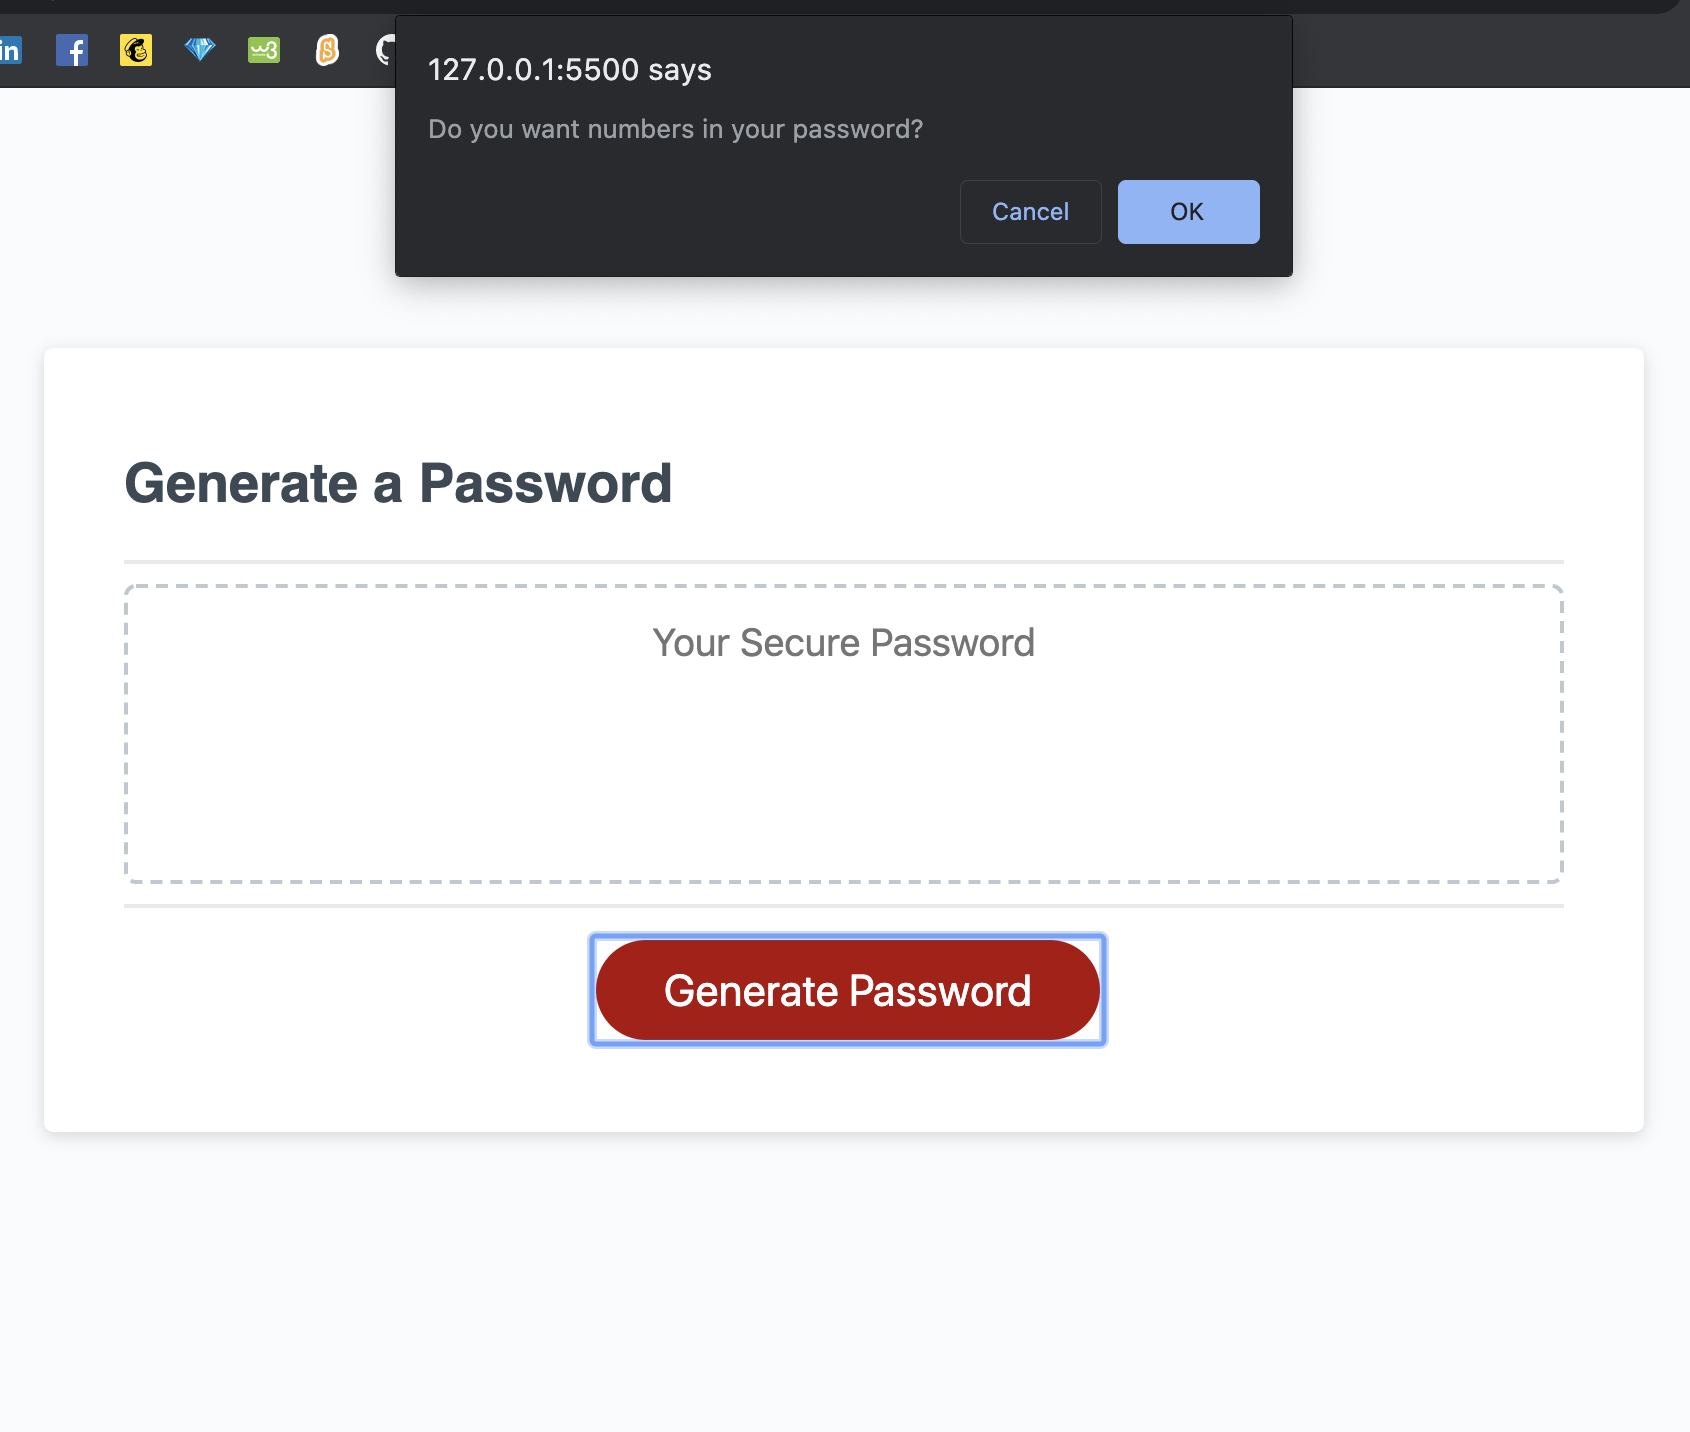 in
f
w3
S
127.0.0.1:5500 says
Do you want numbers in your password?
Cancel
OK
Generate a Password
Your Secure Password
Generate Password